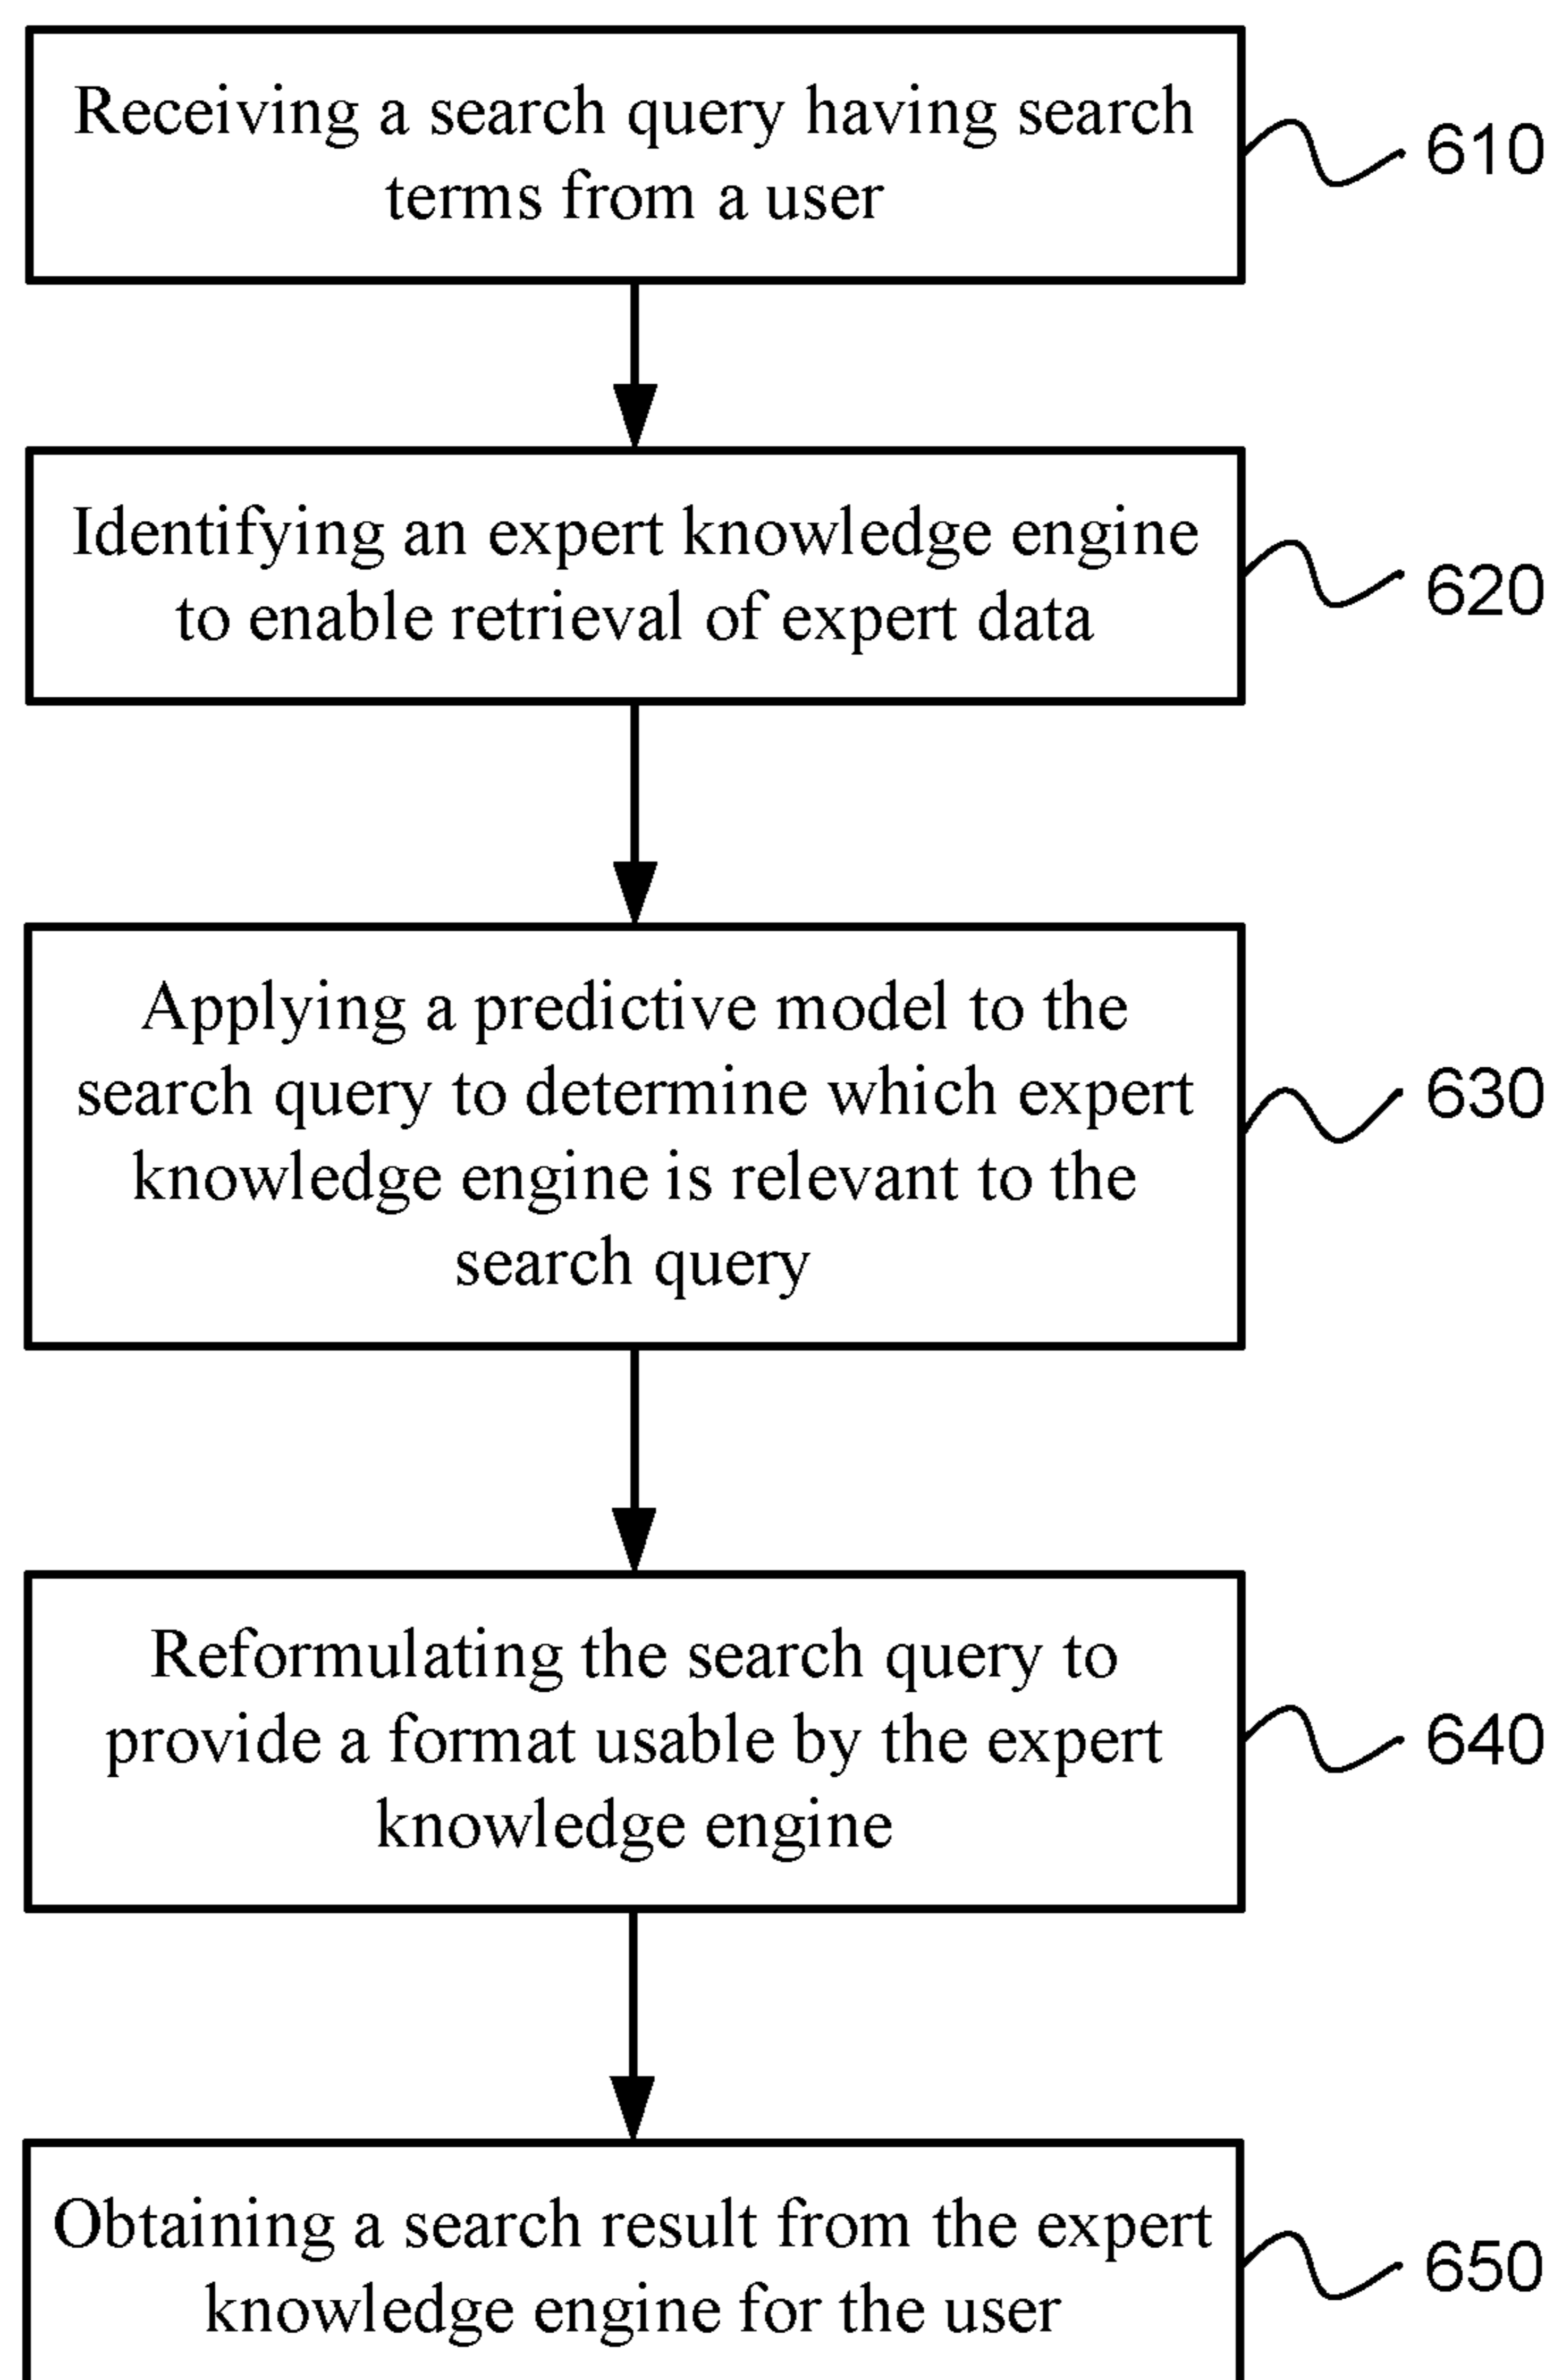 Receiving a search query having search
terms from a user
610
Identifying an expert knowledge engine
to enable retrieval of expert data
620
Applying a predictive model to the
search query to determine which expert
knowledge engine is relevant to the
search query
630
Reformulating the search query to
provide a format usable by the expert
knowledge engine
640
Obtaining a search result from the expert
knowledge engine for the user
650